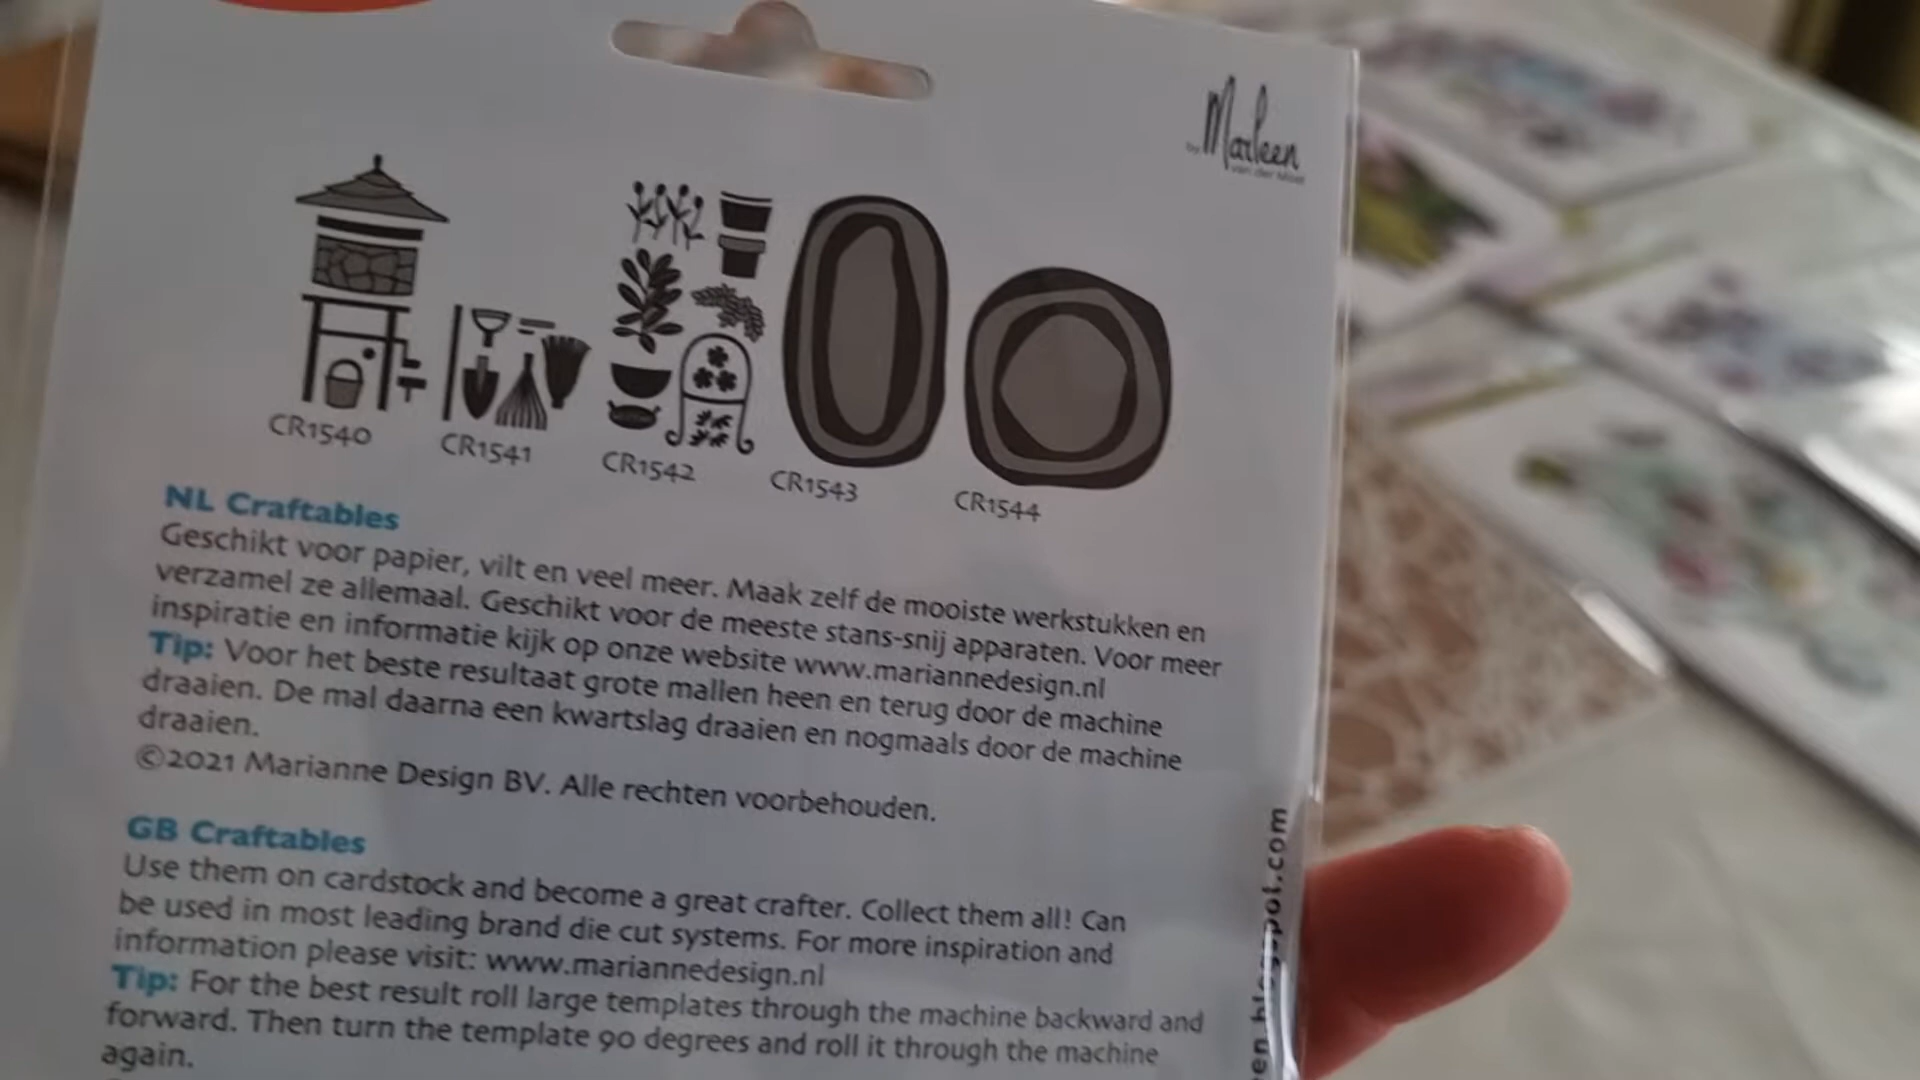 by Marleen
van der Most
CR1540
CR1541
CR1542
CR1543
CR1544
NL Craftables
Geschikt voor papier, vilt en veel meer. Maak zelf de mooiste werkstukken en
verzamel ze allemaal. Geschikt voor de meeste stans-snij apparaten. Voor meer
inspiratie en informatie kijk op onze website www.mariannedesign.nl
Tip: Voor het beste resultaat grote mallen heen en terug door de machine
draaien. De mal daarna een kwartslag draaien en nogmaals door de machine
draaien.
©2021 Marianne Design BV. Alle rechten voorbehouden.
GB Craftables
Use them on cardstock and become a great crafter. Collect them all! Can
be used in most leading brand die cut systems. For more inspiration and
information please visit: www.mariannedesign.nl
Tip: For the best result roll large templates through the machine backward and
forward. Then turn the template 90 degrees and roll it through the machine
again.
een.blogspot.com